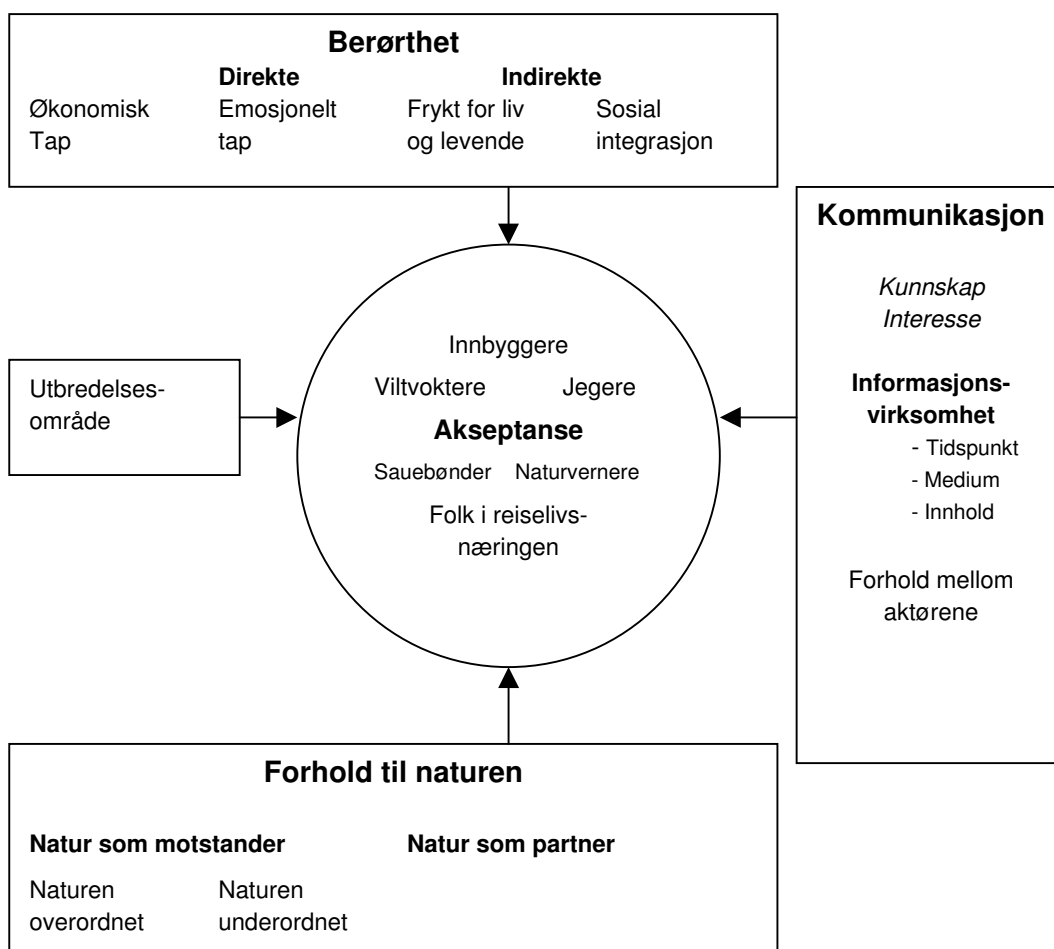 Berørthet
Direkte Indirekte
Økonomisk Emosjonelt Frykt for liv Sosial
Tap tap og levende integrasjon
Kommunikasjon
Kunnskap
Interesse
Informasjons-
virksomhet
- Tidspunkt
- Medium
- Innhold
Forhold mellom
aktørene
Utbredelses-
område
Innbyggere
Viltvoktere Jegere
Akseptanse
Sauebønder Naturvernere
Folk i reiselivs-
næringen
Forhold til naturen
Natur som motstander Natur som partner
Naturen Naturen
overordnet underordnet